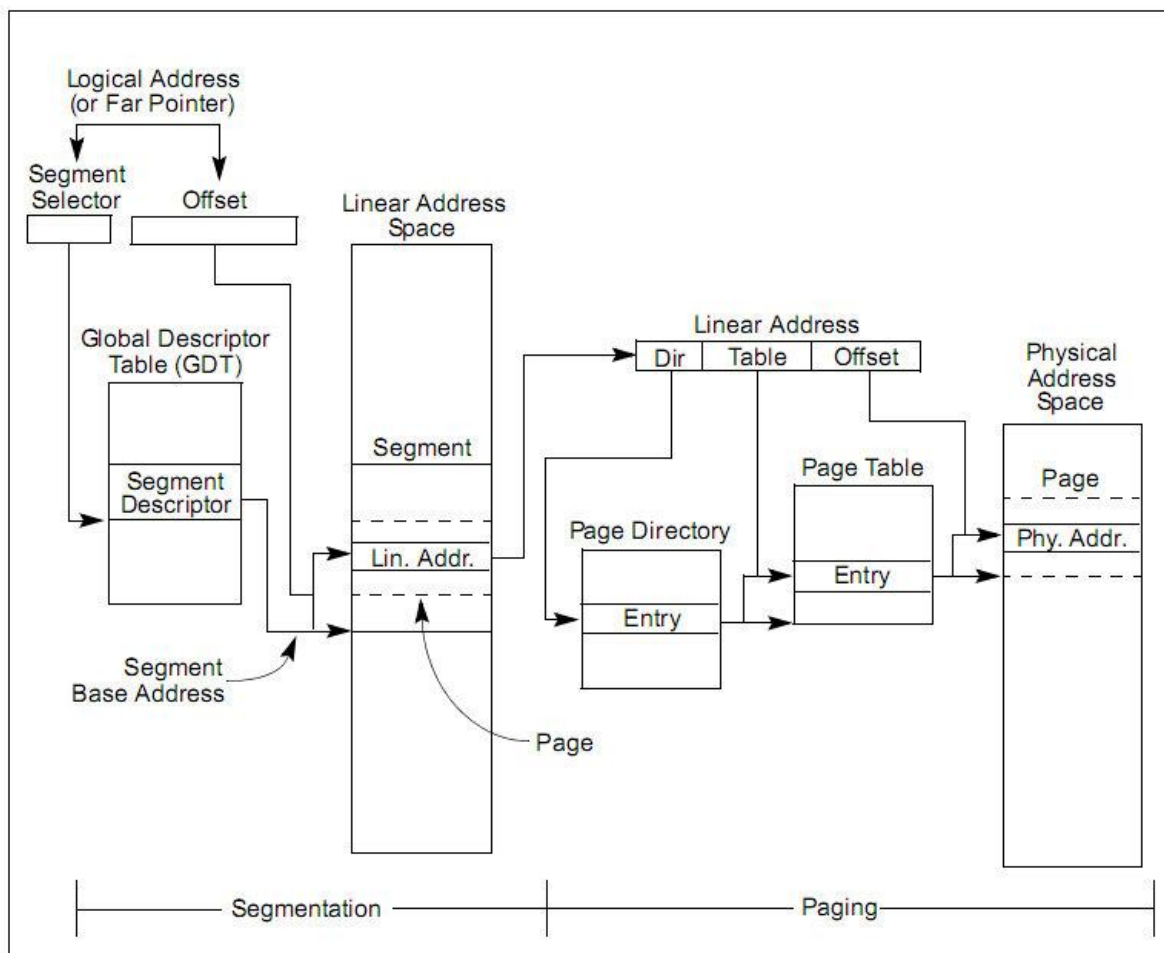 Logical Address
(or Far Pointer)
Segment
Selector
Offset
Linear Address
Space
Global Descriptor
Table (GDT)
Segment
Descriptor
Segment
Lin. Addr.
Segment
Base Address
Page
Linear Address
Dir
Table
Offset
Page Directory
Entry
Page Table
Entry
Physical
Address
Space
Page
Phy. Addr.
Segmentation
Paging